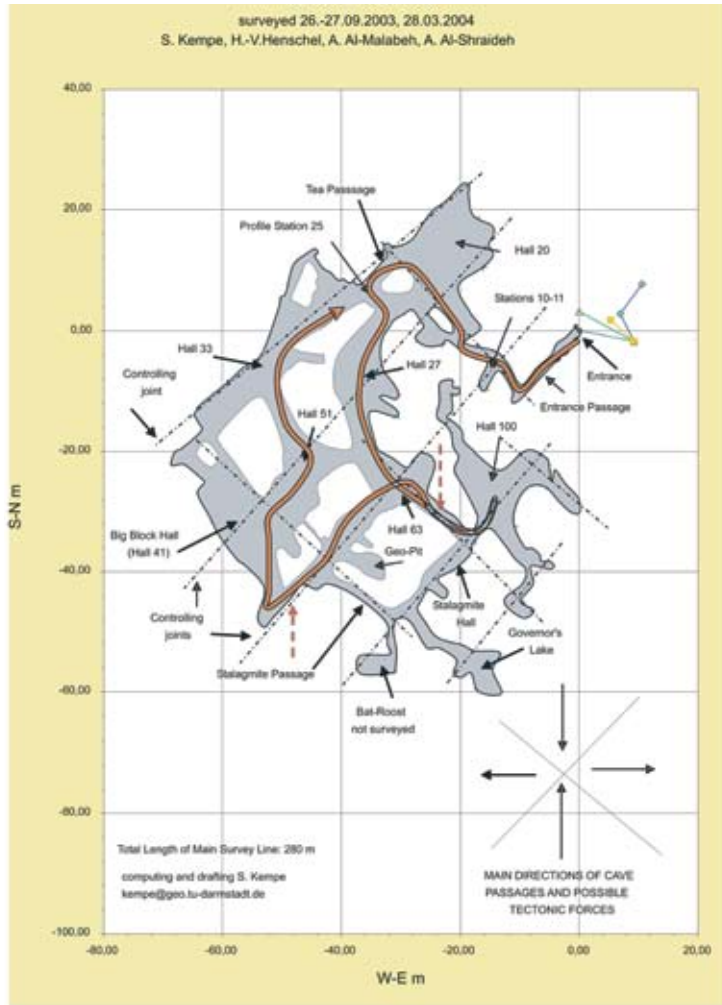 surveyed 26.-27.09.2003, 28.03.2004
S. Kempe, H.-V.Henschel, A. Al-Malabeh, A. Al-Shraideh
40,00
Tea Passsage
20,00
Profile Station 25
Hall 20
Stations 10-11
0,00
Hall 33
Hall 27
Entrance
Controlling
joint
Entrance Passage
Hall 51
Hall 100
-20,00
S-N m
Big Block Hall
(Hall 41)
Hall 63
Geo-Pit
-40,00
Stalagmite
Hall
Controlling
joints
Governor's
Lake
Stalagmite Passage
-60,00
Bat-Roost
not surveyed
-80,00
Total Length of Main Survey Line: 280 m
computing and drafting S. Kempe
kempe@geo.tu-darmstadt.de
MAIN DIRECTIONS OF CAVE
PASSAGES AND POSSIBLE
TECTONIC FORCES
-100,00
-80,00 -60,00 -40,00 -20,00 0,00 20,00
W-E m